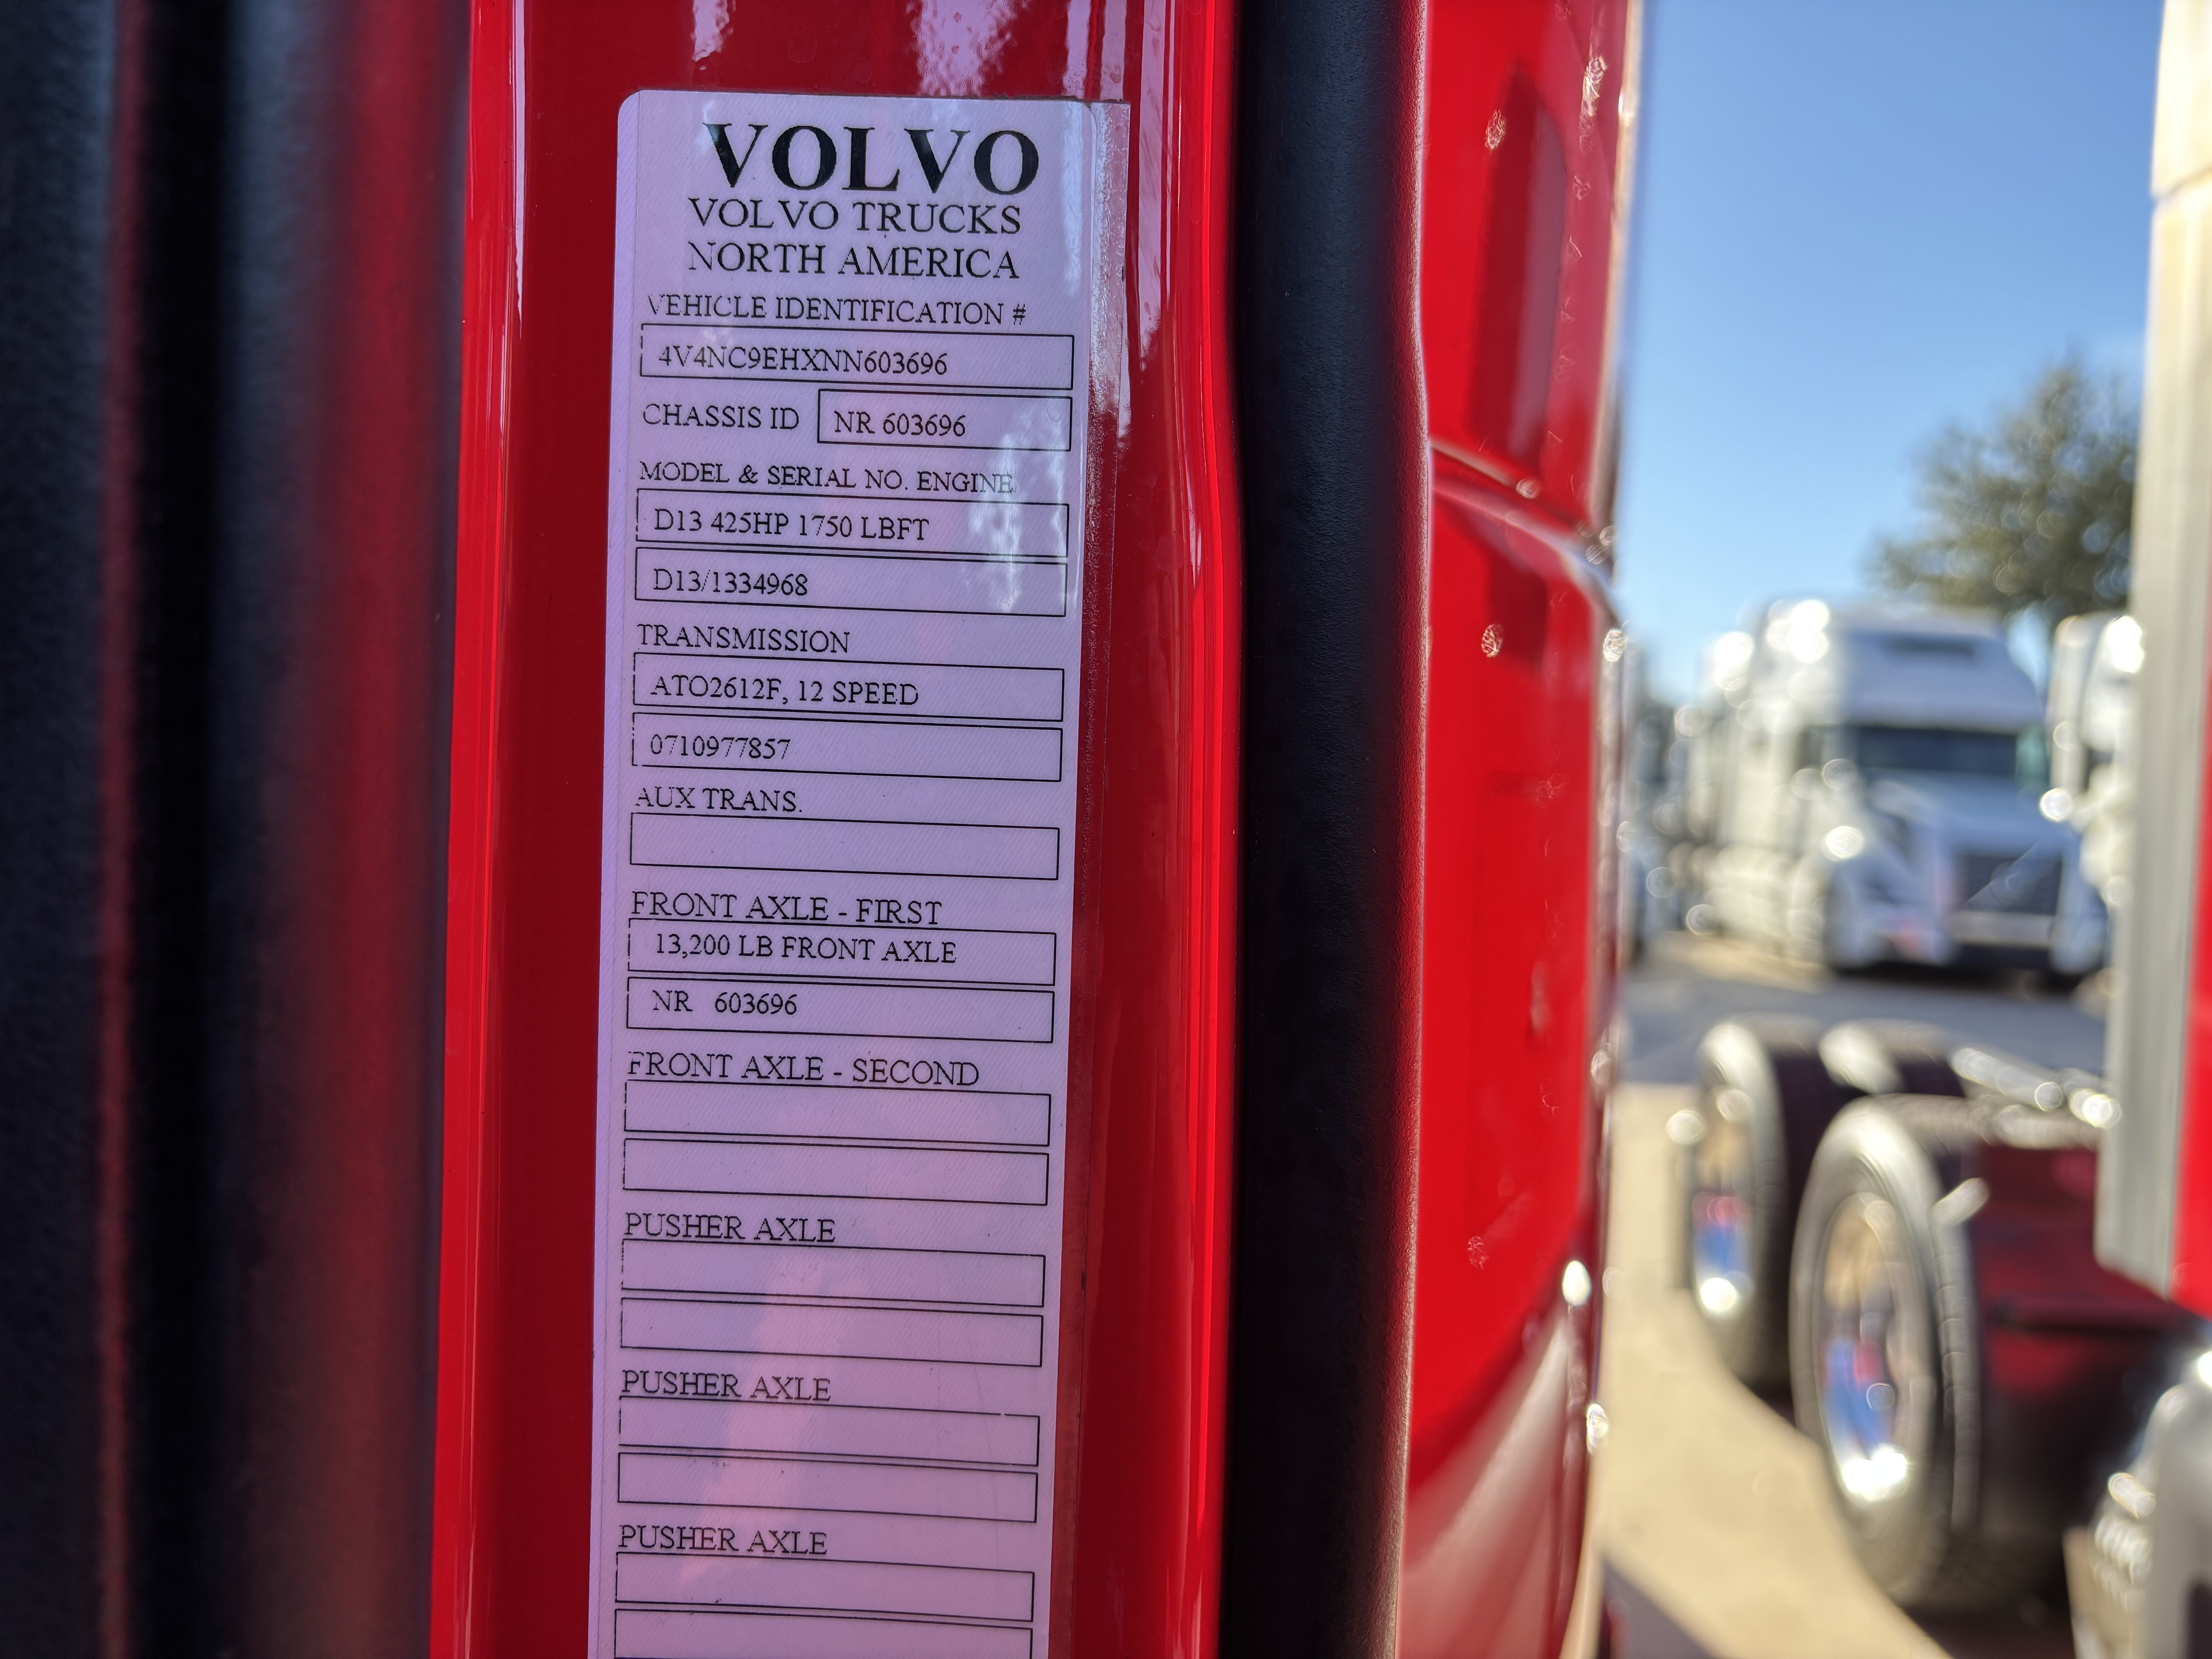 VOLVO
VOLVO TRUCKS
NORTH AMERICA
VEHICLE IDENTIFICATION #
4V4NC9EHXNN603696
CHASSIS ID NR 603696
MODEL & SERIAL NO. ENGINE
D13 425HP 1750 LBFT
D13/1334968
TRANSMISSION
ATO2612F, 12 SPEED
0710977857
AUX TRANS.
FRONT AXLE - FIRST
13,200 LB FRONT AXLE
NR 603696
FRONT AXLE - SECOND
PUSHER AXLE
PUSHER AXLE
PUSHER AXLE